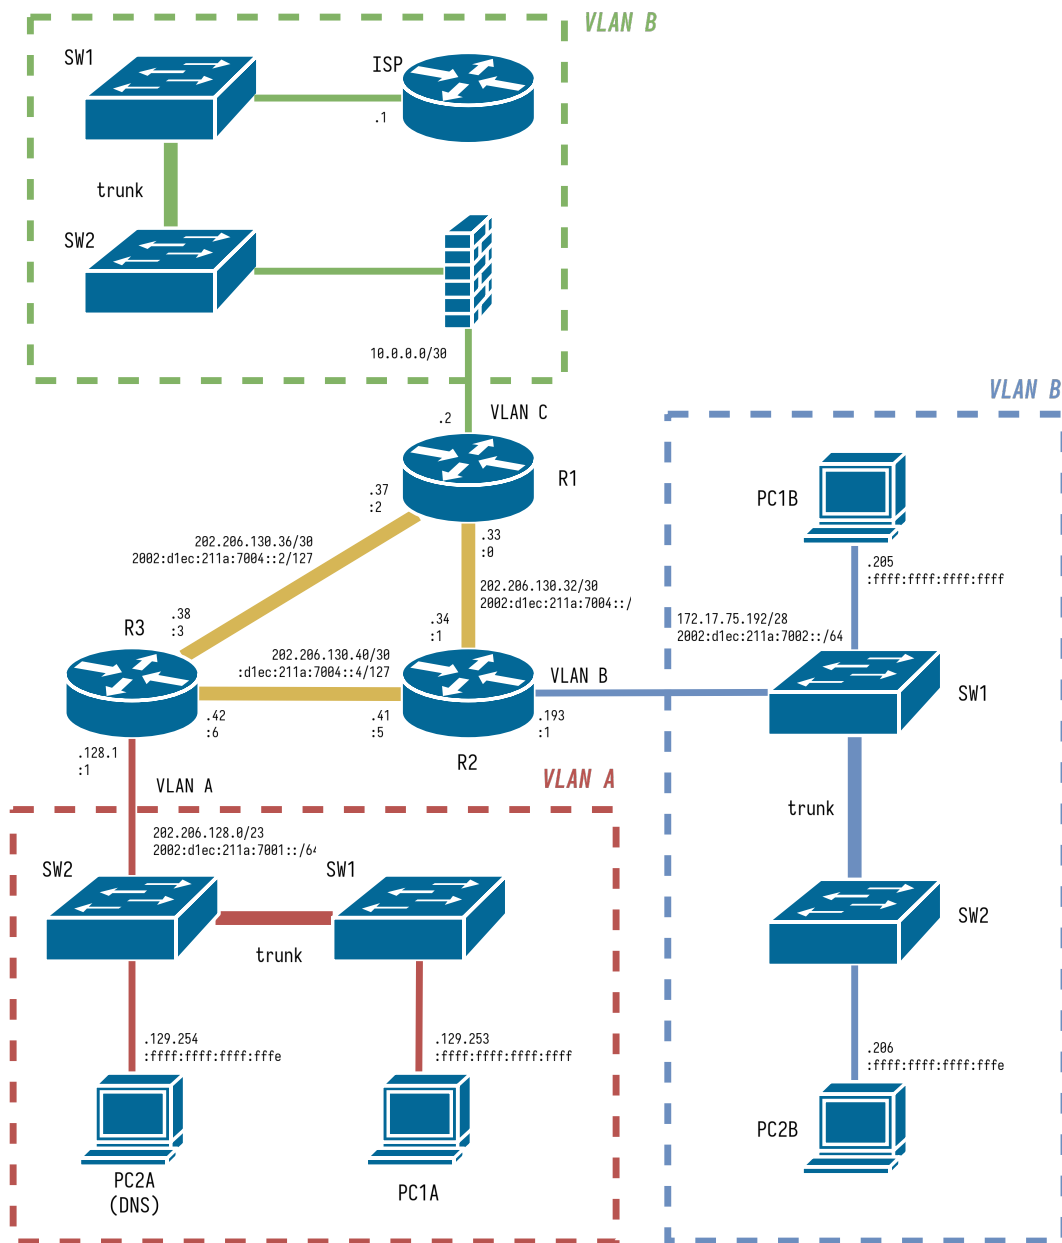 VLAN B
SW1
ISP
.1
trunk
SW2
10.0.0.0/30
.2
VLAN C
R1
.37
:2
.33
:0
202.206.130.36/30
2002:d1ec:211a:7004::2/127
202.206.130.32/30
2002:d1ec:211a:7004::/
.38
:3
.34
:1
R3
202.206.130.40/30
:d1ec:211a:7004::4/127
.42
:6
.41
:5
R2
VLAN B
.193
:1
VLAN B
PC1B
.205
:ffff:ffff:ffff:ffff
172.17.75.192/28
2002:d1ec:211a:7002::/64
SW1
trunk
SW2
.206
:ffff:ffff:ffff:fffe
PC2B
.128.1
:1
VLAN A
VLAN A
202.206.128.0/23
2002:d1ec:211a:7001::/64
SW2
SW1
trunk
.129.254
:ffff:ffff:ffff:fffe
.129.253
:ffff:ffff:ffff:ffff
PC2A
(DNS)
PC1A